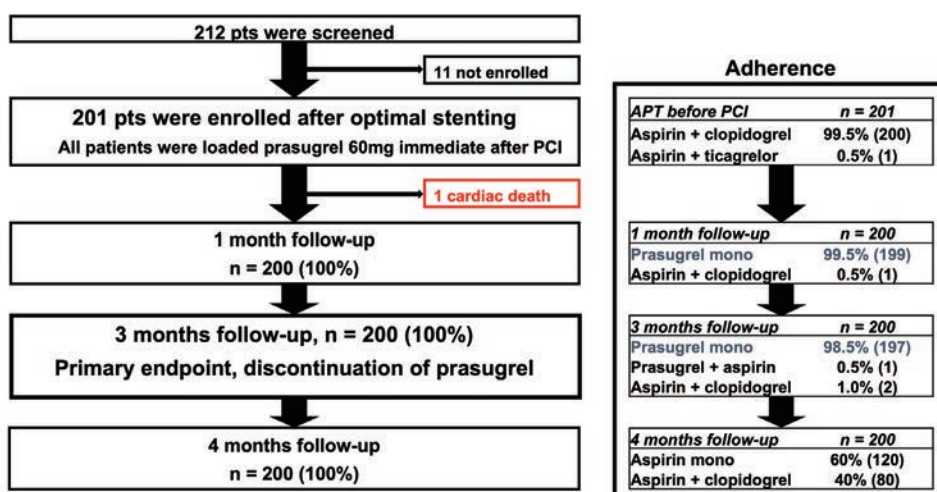 212 pts were screened
11 not enrolled
201 pts were enrolled after optimal stenting
All patients were loaded prasugrel 60mg immediate after PCI
1 cardiac death
1 month follow-up
n = 200 (100%)
3 months follow-up, n = 200 (100%)
Primary endpoint, discontinuation of prasugrel
4 months follow-up
n = 200 (100%)
Adherence
APT before PCI n = 201
Aspirin + clopidogrel 99.5% (200)
Aspirin + ticagrelor 0.5% (1)
1 month follow-up n = 200
Prasugrel mono 99.5% (199)
Aspirin + clopidogrel 0.5% (1)
3 months follow-up n = 200
Prasugrel mono 98.5% (197)
Prasugrel + aspirin 0.5% (1)
Aspirin + clopidogrel 1.0% (2)
4 months follow-up n = 200
Aspirin mono 60% (120)
Aspirin + clopidogrel 40% (80)